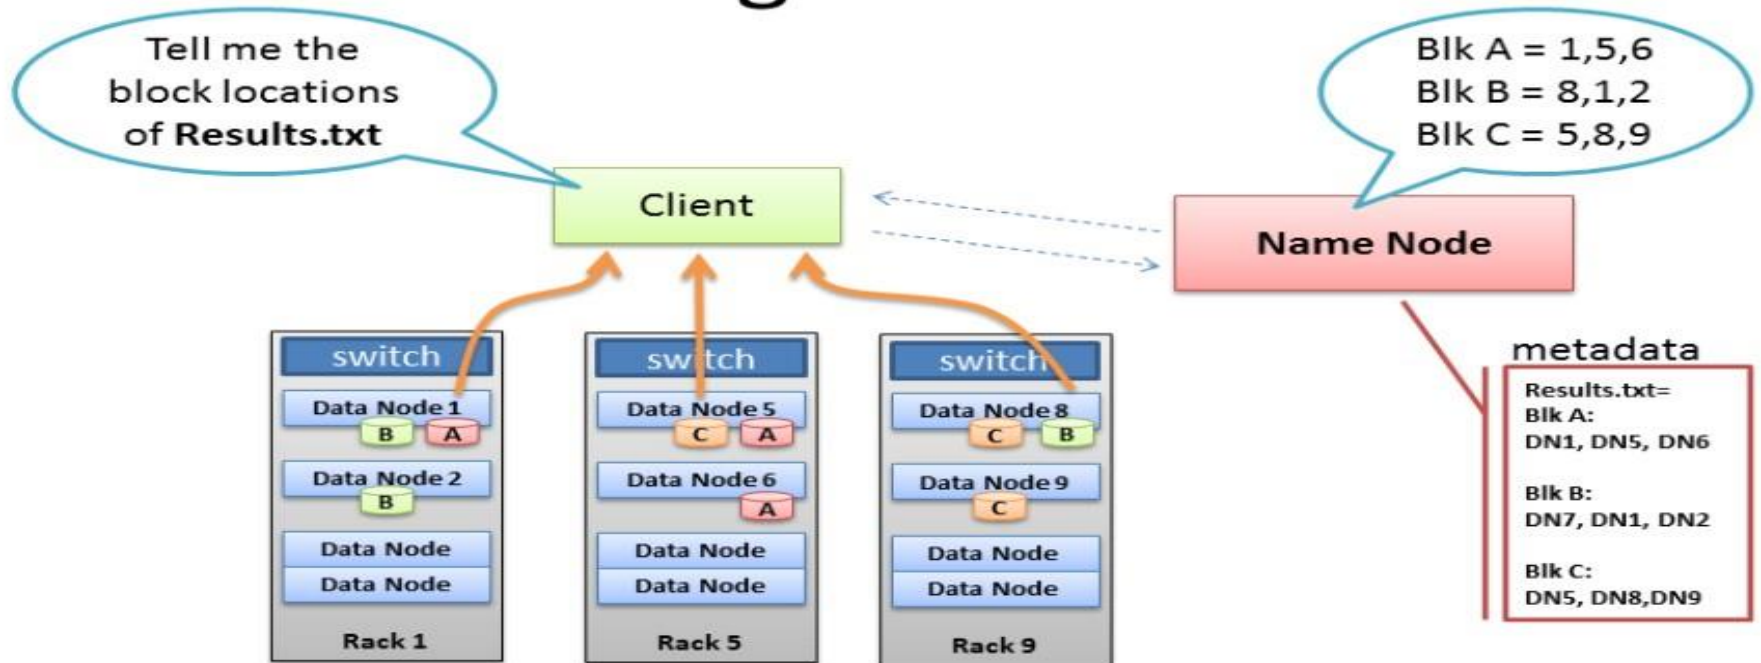 Tell me the
block locations
of Results.txt
Blk A = 1,5,6
Blk B = 8,1,2
Blk C = 5,8,9
Client
Name Node
switch
Data Node 1
B A
Data Node 2
B
Data Node
Data Node
Rack 1
switch
Data Node 5
C A
Data Node 6
A
Data Node
Data Node
Rack 5
switch
Data Node 8
C B
Data Node 9
C
Data Node
Data Node
Rack 9
metadata
Results.txt=
Blk A:
DN1, DN5, DN6
Blk B:
DN7, DN1, DN2
Blk C:
DN5, DN8,DN9